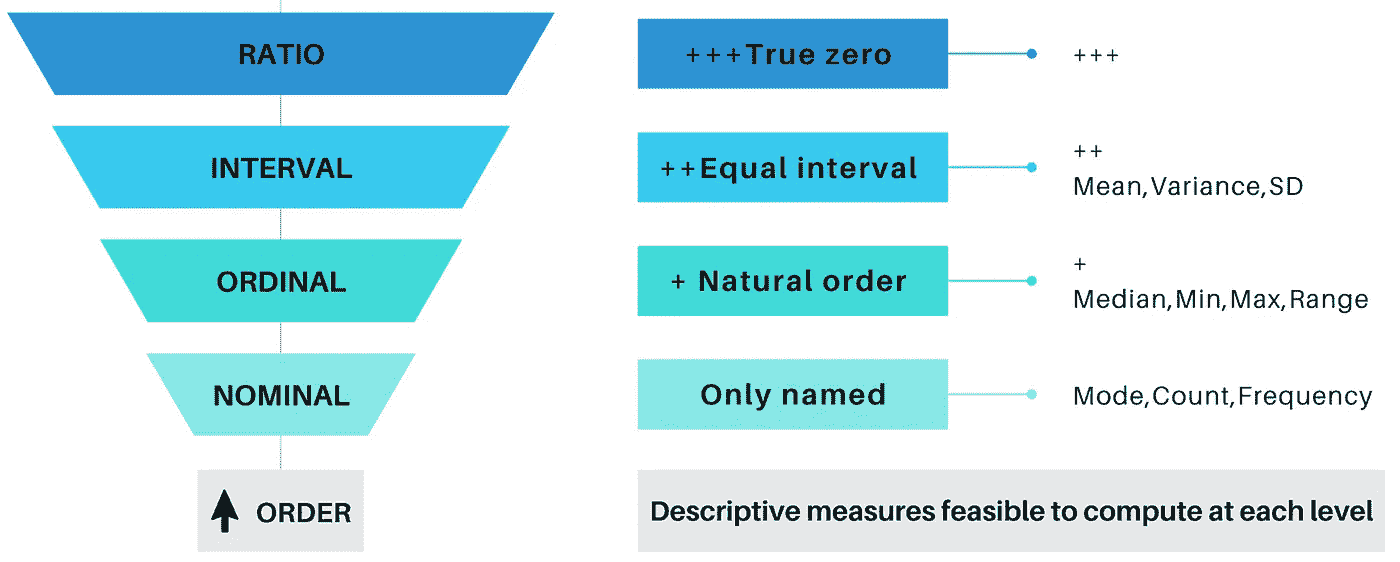 RATIO
+++True zero
+++
INTERVAL
++Equal interval
++
Mean,Variance,SD
ORDINAL
+ Natural order
+
Median,Min,Max,Range
NOMINAL
Only named
Mode,Count,Frequency
ORDER
Descriptive measures feasible to compute at each level